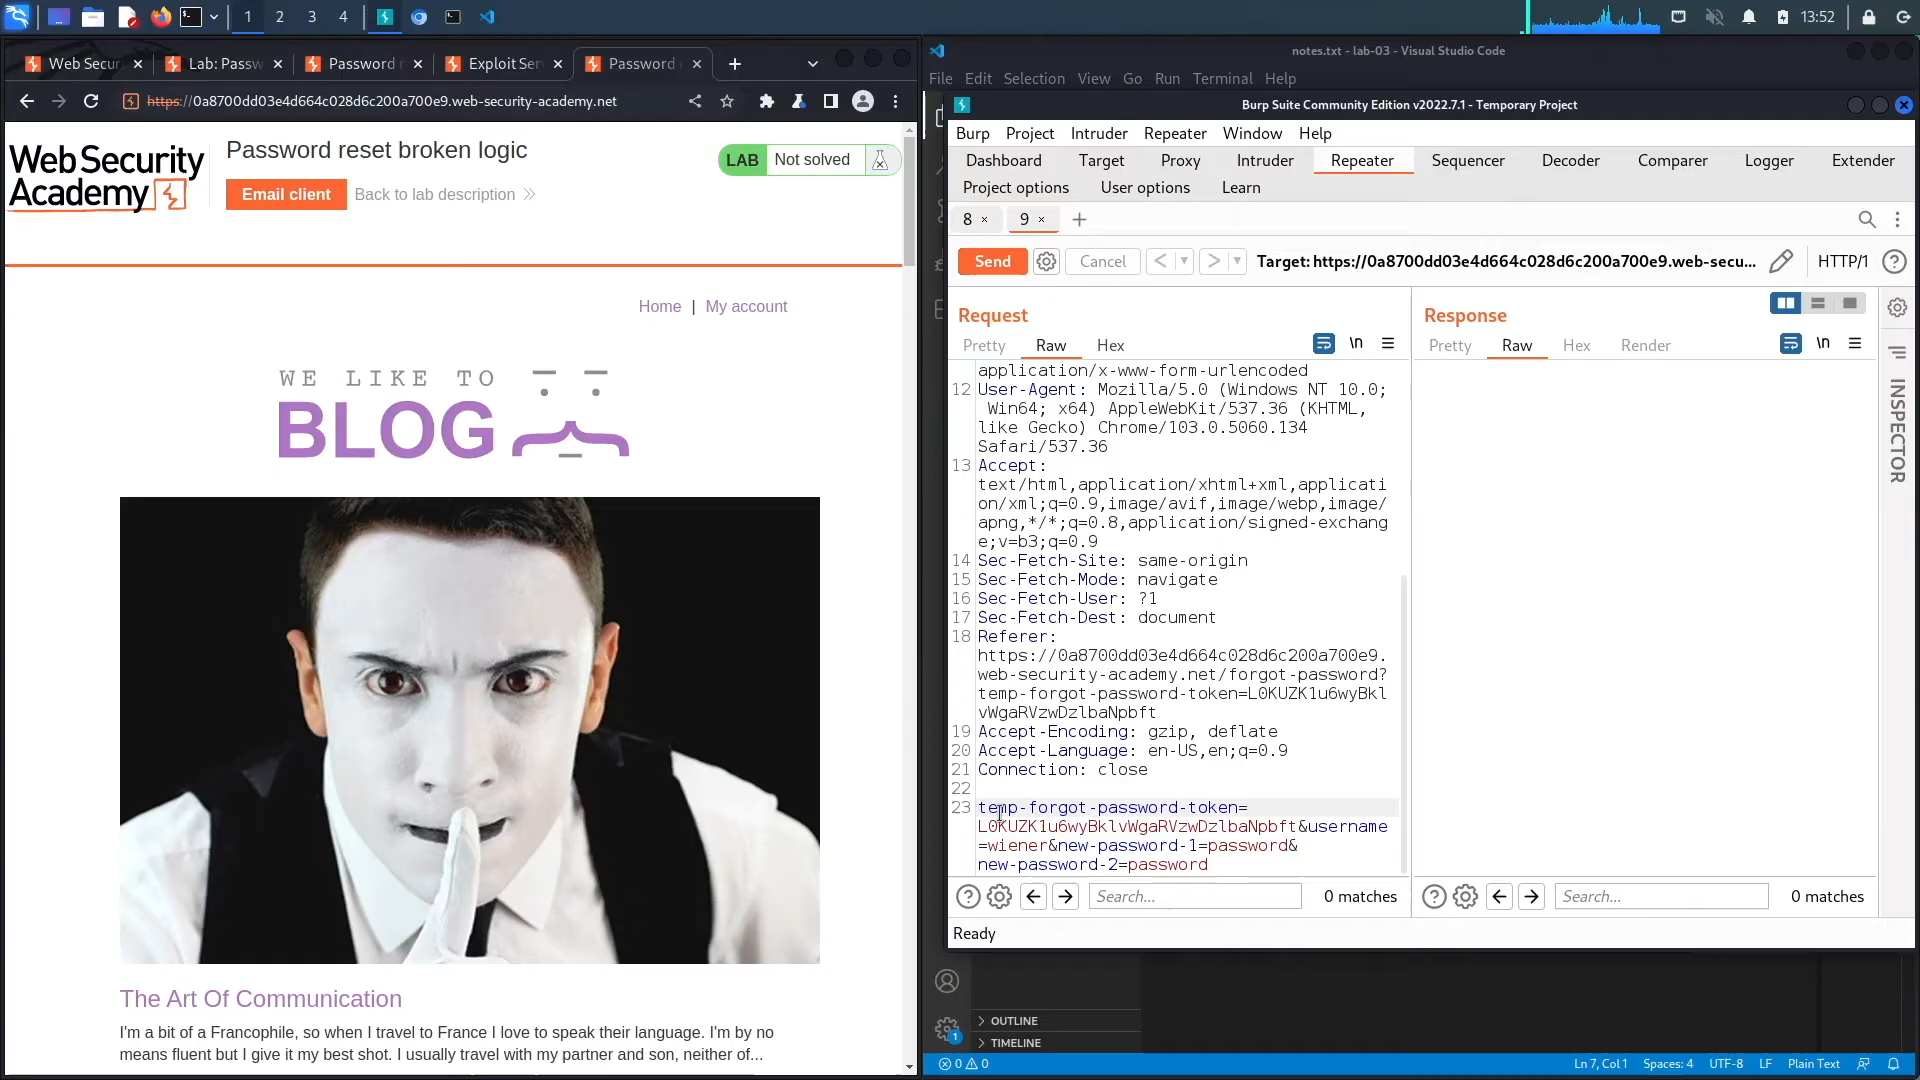 1
2
3
4
13:52
Web Secur
Lab: Passw
Password r
Exploit Ser
Password
https://0a8700dd03e4d664c028d6c200a700e9.web-security-academy.net
Web Security
Academy
Password reset broken logic
LAB
Not solved
Email client
Back to lab description
Home | My account
WE LIKE TO
BLOG
The Art Of Communication
I'm a bit of a Francophile, so when I travel to France I love to speak their language. I'm by no
means fluent but I give it my best shot. I usually travel with my partner and son, neither of...
notes.txt - lab-03 - Visual Studio Code
File Edit Selection View Go Run Terminal Help
Burp Suite Community Edition v2022.7.1 - Temporary Project
Burp Project Intruder Repeater Window Help
Dashboard Target Proxy Intruder Repeater Sequencer Decoder Comparer Logger Extender
Project options User options Learn
8 × 9 × +
Send Cancel < > Target: https://0a8700dd03e4d664c028d6c200a700e9.web-secu... HTTP/1
Request
Pretty Raw Hex \n
application/x-www-form-urlencoded
12 User-Agent: Mozilla/5.0 (Windows NT 10.0;
Win64; x64) AppleWebKit/537.36 (KHTML,
like Gecko) Chrome/103.0.5060.134
Safari/537.36
13 Accept:
text/html,application/xhtml+xml,applicati
on/xml;q=0.9,image/avif,image/webp,image/
apng,*/*;q=0.8,application/signed-exchang
e;v=b3;q=0.9
14 Sec-Fetch-Site: same-origin
15 Sec-Fetch-Mode: navigate
16 Sec-Fetch-User: ?1
17 Sec-Fetch-Dest: document
18 Referer:
https://0a8700dd03e4d664c028d6c200a700e9.
web-security-academy.net/forgot-password?
temp-forgot-password-token=L0KUZK1u6wyBkl
vWgaRVzwDzlbaNpbft
19 Accept-Encoding: gzip, deflate
20 Accept-Language: en-US,en;q=0.9
21 Connection: close
22
23 temp-forgot-password-token=
L0KUZK1u6wyBklvWgaRVzwDzlbaNpbft&username
=wiener&new-password-1=password&
new-password-2=password
Search...
0 matches
Response
Pretty Raw Hex Render \n
Search...
0 matches
INSPECTOR
Ready
OUTLINE
TIMELINE
1
0 0
Ln 7, Col 1 Spaces: 4 UTF-8 LF Plain Text